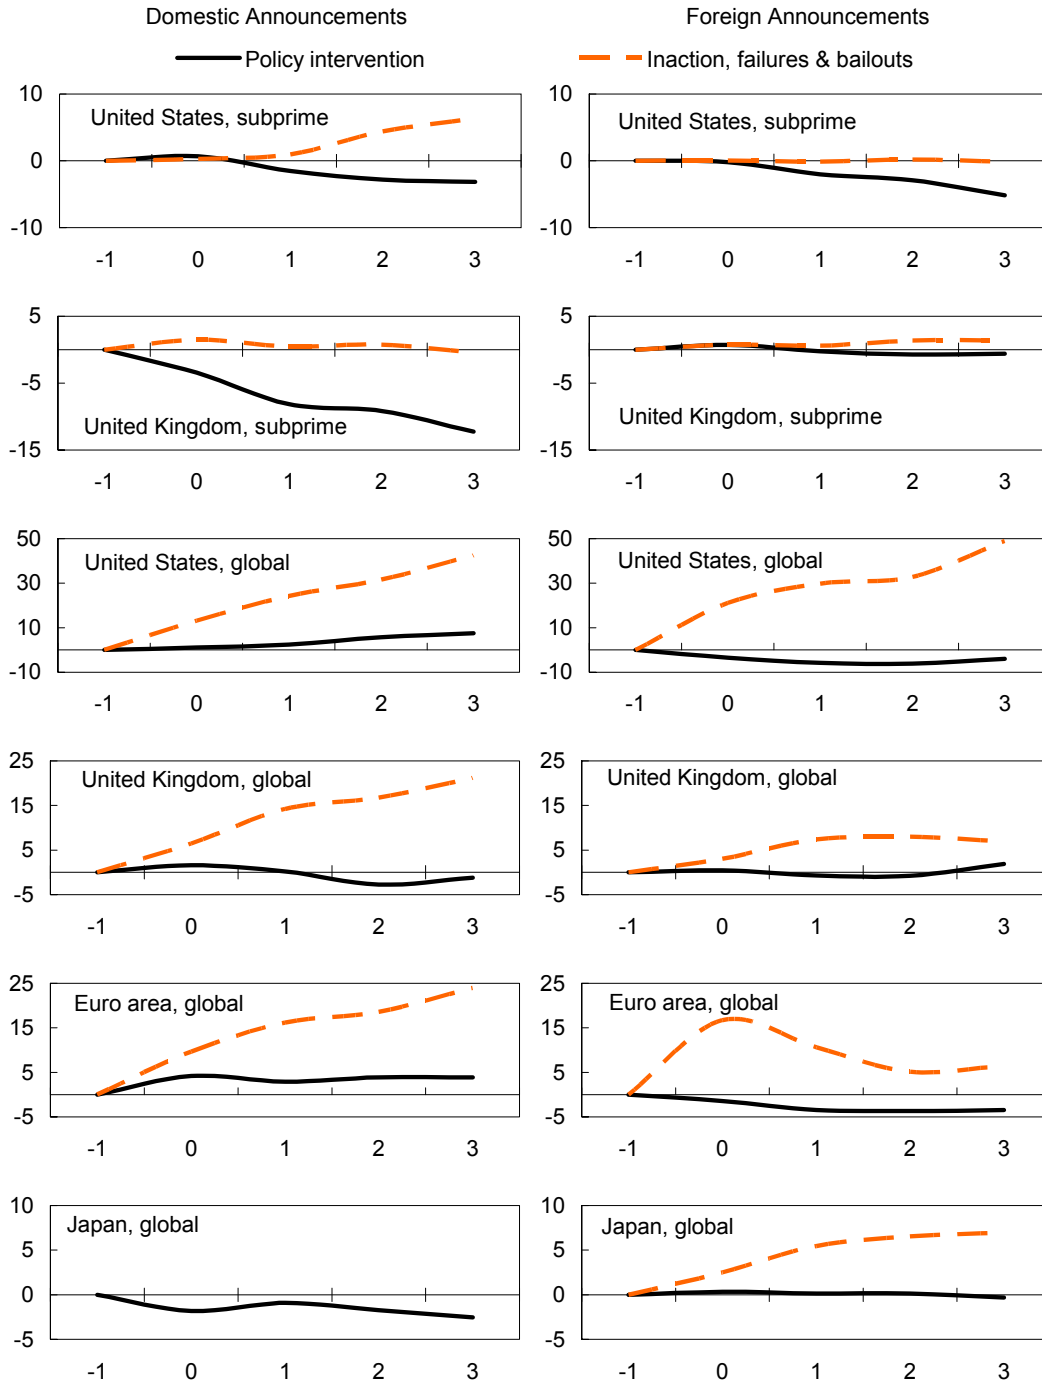 Domestic Announcements Foreign Announcements
Policy intervention Inaction, failures & bailouts
10 10
United States, subprime United States, subprime
0 0
-10 -10
-1 0 1 2 3 -1 0 1 2 3
5 5
-5 -5
United Kingdom, subprime United Kingdom, subprime
-15 -15
-1 0 1 2 3 -1 0 1 2 3
50 50
United States, global United States, global
30 30
10 10
-10 -10
-1 0 1 2 3 -1 0 1 2 3
25 25
United Kingdom, global United Kingdom, global
15 15
5 5
-5 -5
-1 0 1 2 3 -1 0 1 2 3
25 25
Euro area, global Euro area, global
15 15
5 5
-5 -5
-1 0 1 2 3 -1 0 1 2 3
10 10
Japan, global Japan, global
5 5
0 0
-5 -5
-1 0 1 2 3 -1 0 1 2 3